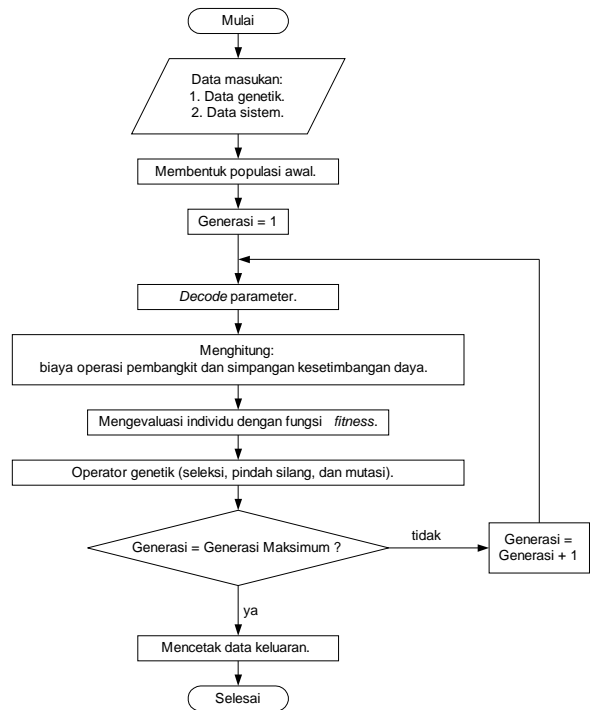 Mulai
Data masukan:
1. Data genetik.
2. Data sistem.
Membentuk populasi awal.
Generasi = 1
Decode parameter.
Menghitung:
biaya operasi pembangkit dan simpangan kesetimbangan daya.
Mengevaluasi individu dengan fungsi fitness.
Operator genetik (seleksi, pindah silang, dan mutasi).
Generasi = Generasi Maksimum ?
tidak
Generasi =
Generasi + 1
ya
Mencetak data keluaran.
Selesai